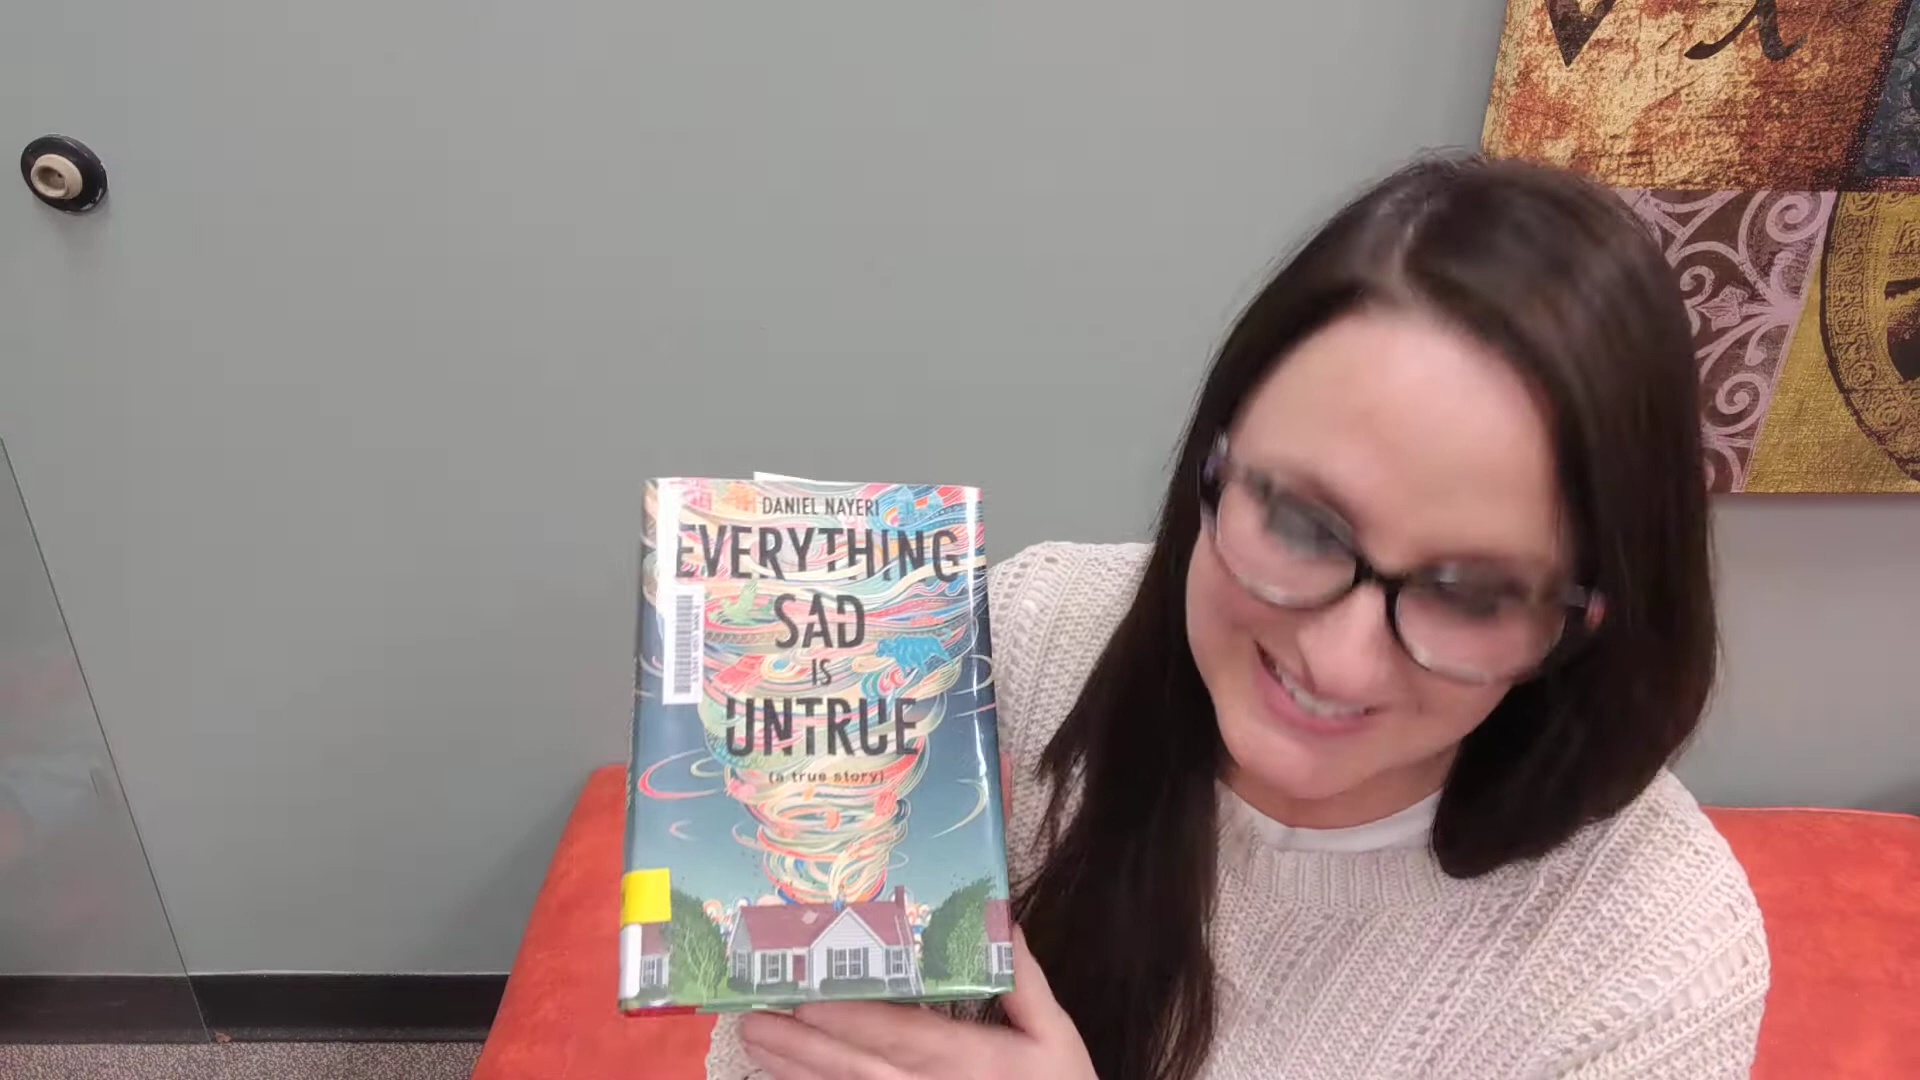 DANIEL NAYERI
EVERYTHING
SAD
IS
UNTRUE
(a true story)